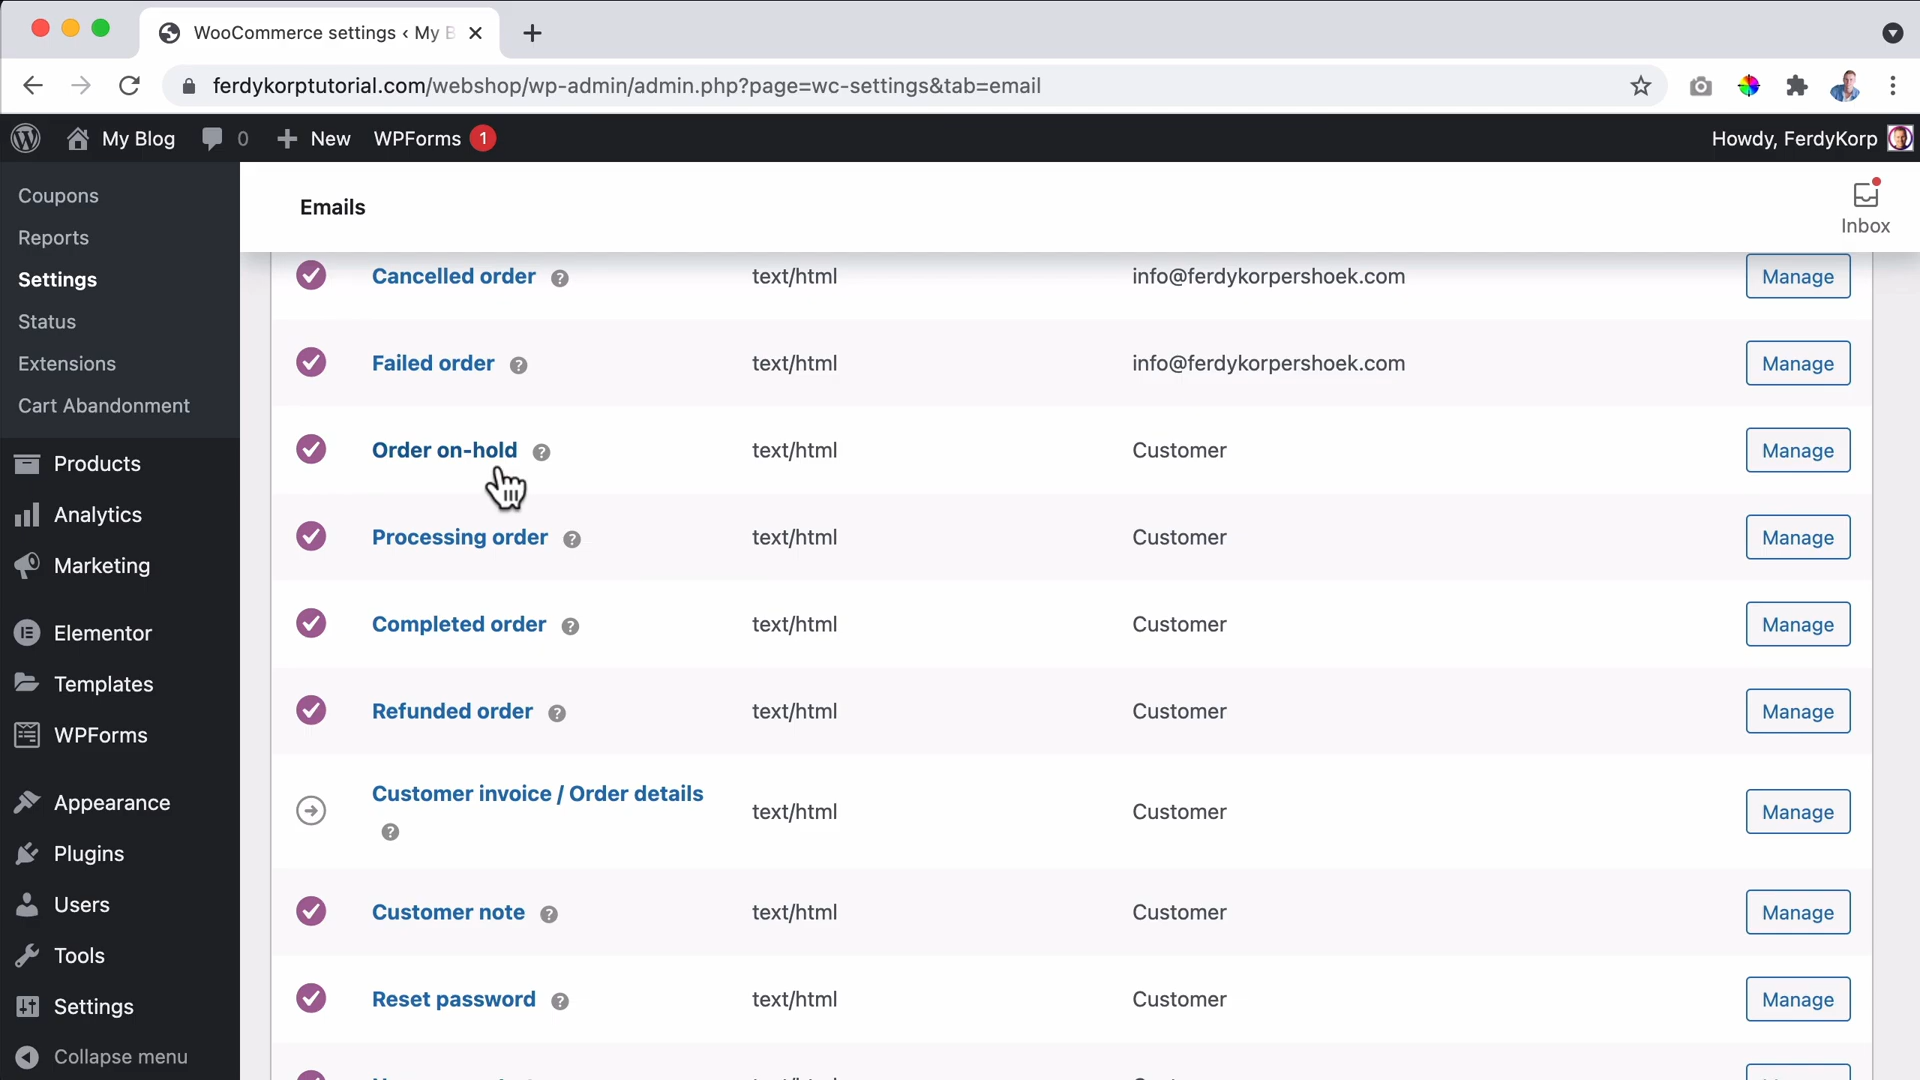 WooCommerce settings ‹ My B
ferdykorptutorial.com/webshop/wp-admin/admin.php?page=wc-settings&tab=email
My Blog 0 New WPForms 1
Howdy, FerdyKorp
Coupons
Reports
Settings
Status
Extensions
Cart Abandonment
Products
Analytics
Marketing
Elementor
Templates
WPForms
Appearance
Plugins
Users
Tools
Settings
Collapse menu
Emails
Inbox
Cancelled order ? text/html info@ferdykorpershoek.com Manage
Failed order ? text/html info@ferdykorpershoek.com Manage
Order on-hold ? text/html Customer Manage
Processing order ? text/html Customer Manage
Completed order ? text/html Customer Manage
Refunded order ? text/html Customer Manage
Customer invoice / Order details
? text/html Customer Manage
Customer note ? text/html Customer Manage
Reset password ? text/html Customer Manage